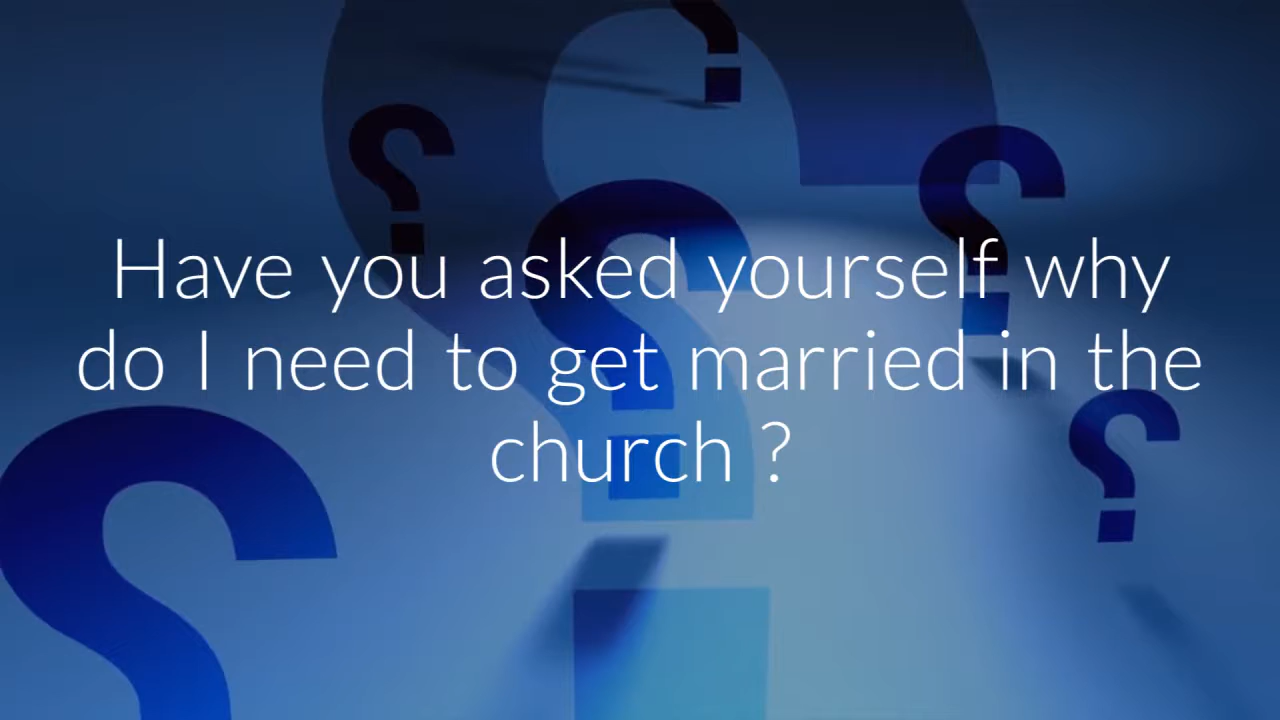 Have you asked yourself why
do I need to get married in the
church ?